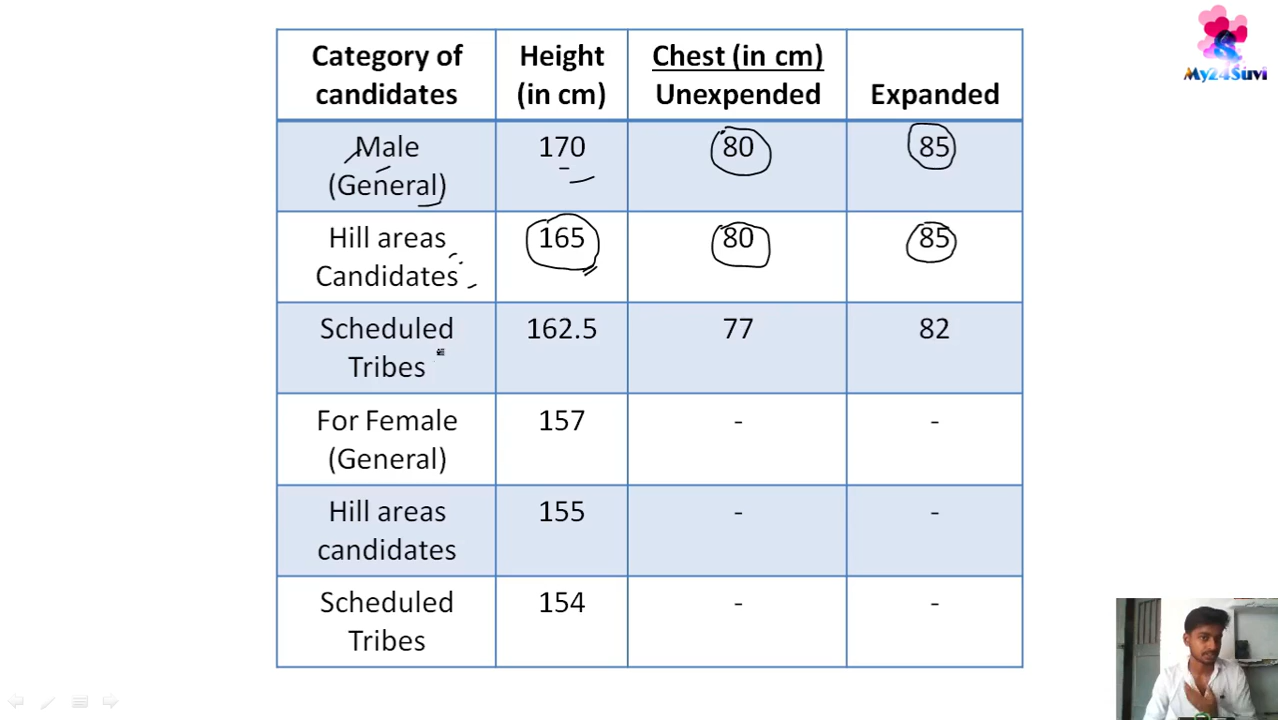 My24Suvi
Category of candidates Height (in cm) Chest (in cm) Unexpended Expanded
Male (General) 170 80 85
Hill areas Candidates 165 80 85
Scheduled Tribes 162.5 77 82
For Female (General) 157 - -
Hill areas candidates 155 - -
Scheduled Tribes 154 - -